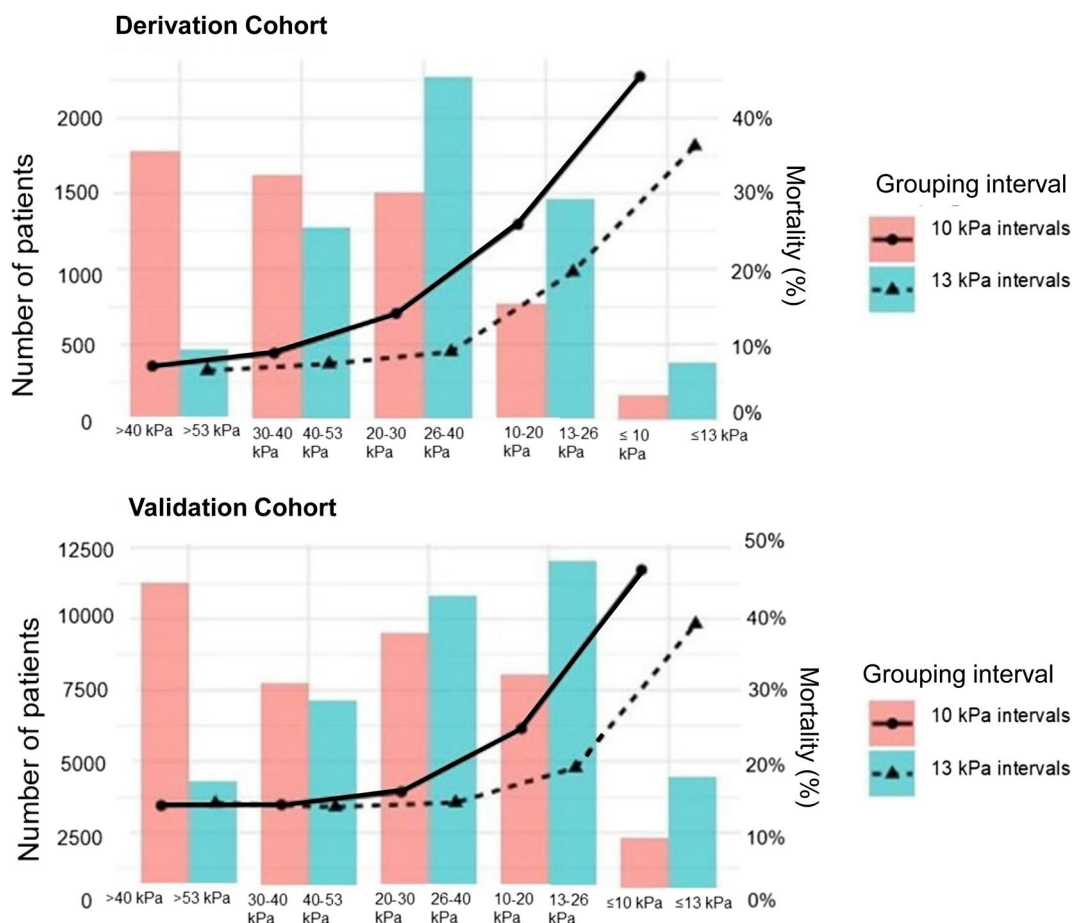 Derivation Cohort
2000
1500
1000
500
0
Number of patients
40%
30%
20%
10%
0%
Mortality (%)
>40 kPa >53 kPa 30-40 kPa 40-53 kPa 20-30 kPa 26-40 kPa 10-20 kPa 13-26 kPa ≤ 10 kPa ≤13 kPa
Grouping interval
10 kPa intervals
13 kPa intervals
Validation Cohort
12500
10000
7500
5000
2500
0
Number of patients
50%
40%
30%
20%
10%
0%
Mortality (%)
>40 kPa >53 kPa 30-40 kPa 40-53 kPa 20-30 kPa 26-40 kPa 10-20 kPa 13-26 kPa ≤10 kPa ≤13 kPa
Grouping interval
10 kPa intervals
13 kPa intervals